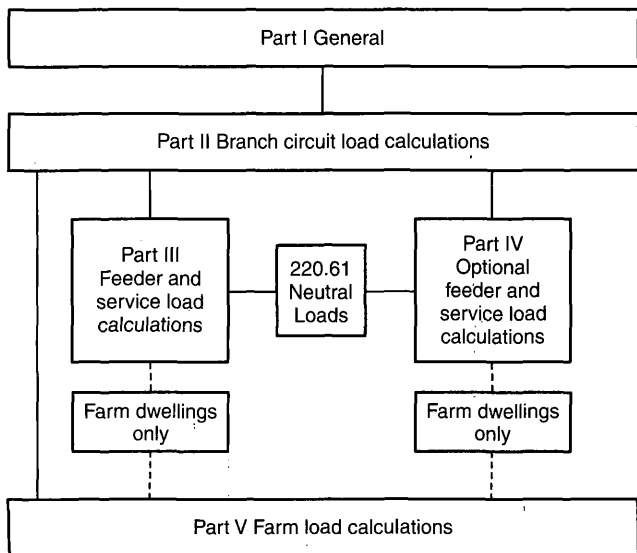 Part I General
Part II Branch circuit load calculations
Part III
Feeder and
service load
calculations
220.61
Neutral
Loads
Part IV
Optional
feeder and
service load
calculations
Farm dwellings
only
Farm dwellings
only
Part V Farm load calculations